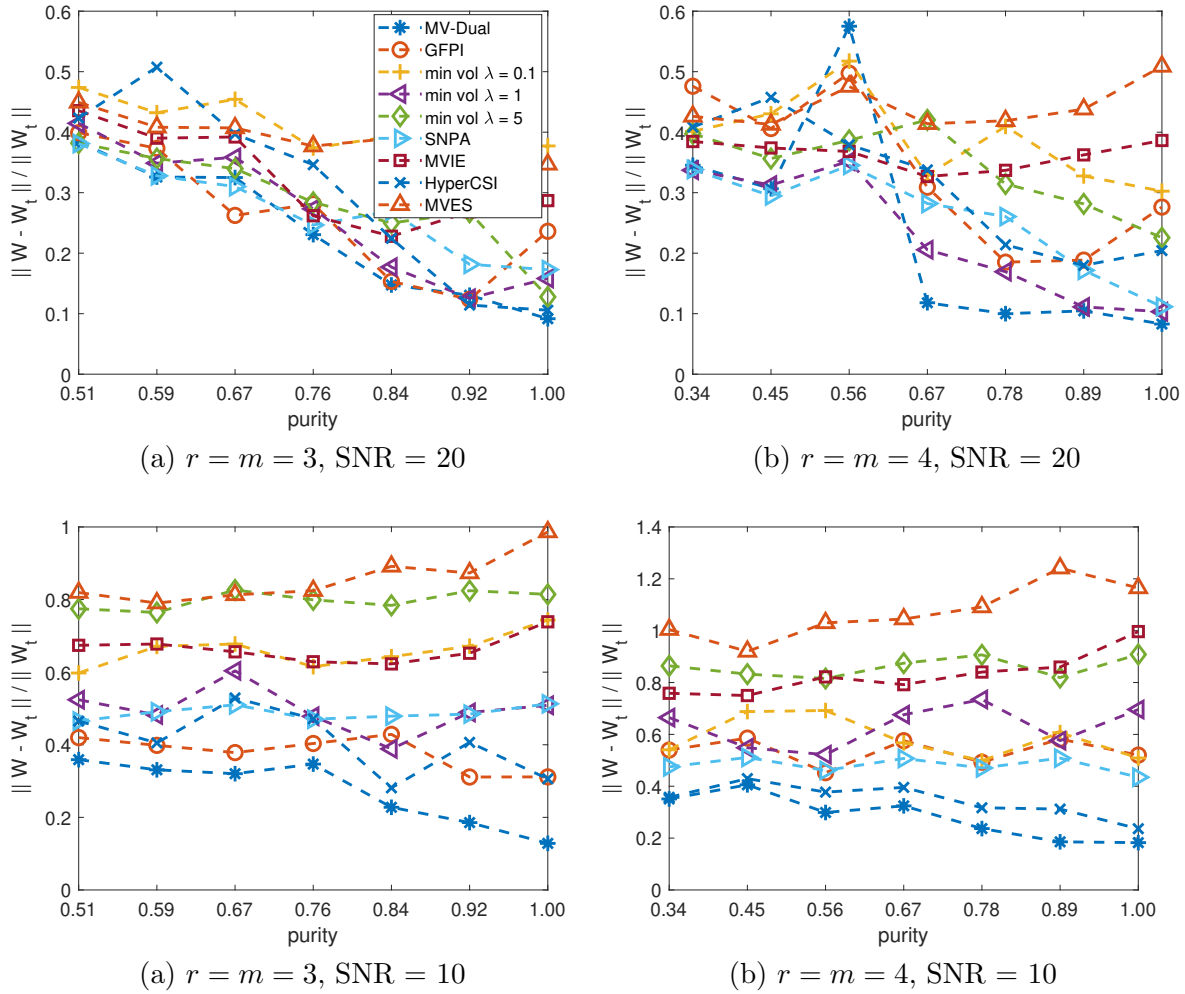 0.6
0.5
0.4
0.3
0.2
0.1
0
|| W - W_t || / || W_t ||
0.51 0.59 0.67 0.76 0.84 0.92 1.00
purity
MV-Dual
GFPI
min vol λ = 0.1
min vol λ = 1
min vol λ = 5
SNPA
MVIE
HyperCSI
MVES
(a) r = m = 3, SNR = 20
0.6
0.5
0.4
0.3
0.2
0.1
0
|| W - W_t || / || W_t ||
0.34 0.45 0.56 0.67 0.78 0.89 1.00
purity
(b) r = m = 4, SNR = 20
1
0.8
0.6
0.4
0.2
0
|| W - W_t || / || W_t ||
0.51 0.59 0.67 0.76 0.84 0.92 1.00
purity
(a) r = m = 3, SNR = 10
1.4
1.2
1
0.8
0.6
0.4
0.2
0
|| W - W_t || / || W_t ||
0.34 0.45 0.56 0.67 0.78 0.89 1.00
purity
(b) r = m = 4, SNR = 10